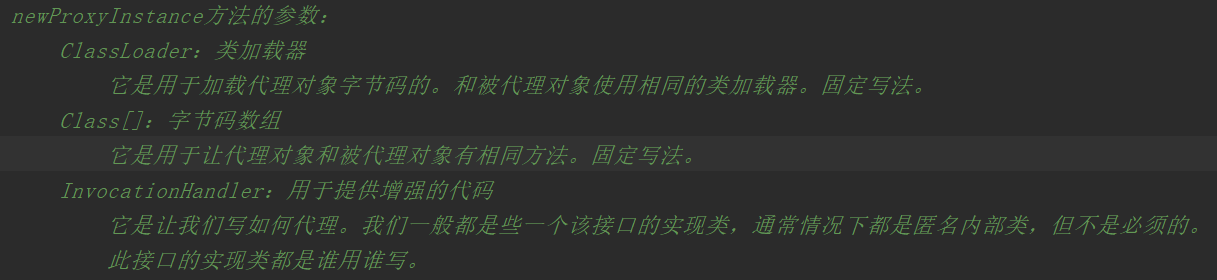 newProxyInstance方法的参数:
ClassLoader:类加载器
它是用于加载代理对象字节码的。和被代理对象使用相同的类加载器。固定写法。
Class[]:字节码数组
它是用于让代理对象和被代理对象有相同方法。固定写法。
InvocationHandler:用于提供增强的代码
它是让我们写如何代理。我们一般都是些一个该接口的实现类,通常情况下都是匿名内部类,但不是必须的。
此接口的实现类都是谁用谁写。